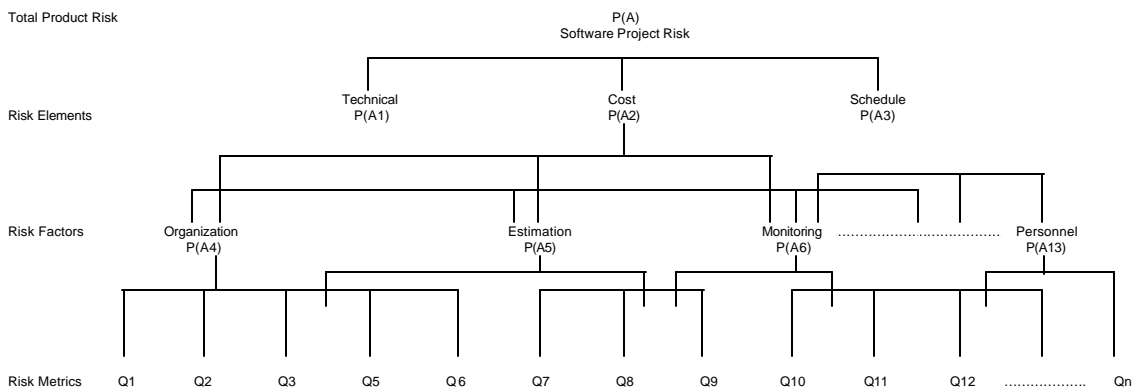 Total Product Risk
P(A)
Software Project Risk
Technical
Cost
Schedule
Risk Elements
P(A1)
P(A2)
P(A3)
Risk Factors
Organization
Estimation
Monitoring
........................................
Personnel
P(A4)
P(A5)
P(A6)
P(A13)
Risk Metrics
Q1
Q2
Q3
Q5
Q6
Q7
Q8
Q9
Q10
Q11
Q12
...................
Qn